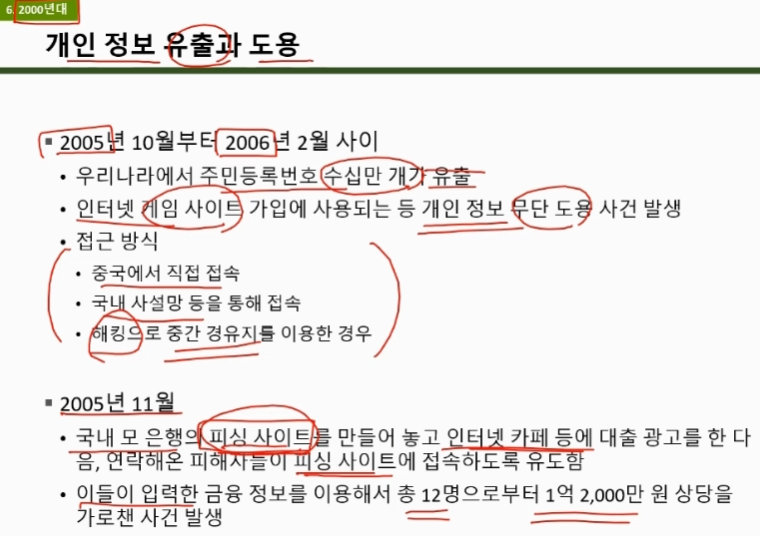 6. 2000년대
개인 정보 유출과 도용
▪ 2005년 10월부터 2006년 2월 사이
• 우리나라에서 주민등록번호 수십만 개가 유출
• 인터넷 게임 사이트 가입에 사용되는 등 개인 정보 무단 도용 사건 발생
• 접근 방식
• 중국에서 직접 접속
• 국내 사설망 등을 통해 접속
• 해킹으로 중간 경유지를 이용한 경우
▪ 2005년 11월
• 국내 모 은행의 피싱 사이트를 만들어 놓고 인터넷 카페 등에 대출 광고를 한 다
음, 연락해온 피해자들이 피싱 사이트에 접속하도록 유도함
• 이들이 입력한 금융 정보를 이용해서 총 12명으로부터 1억 2,000만 원 상당을
가로챈 사건 발생